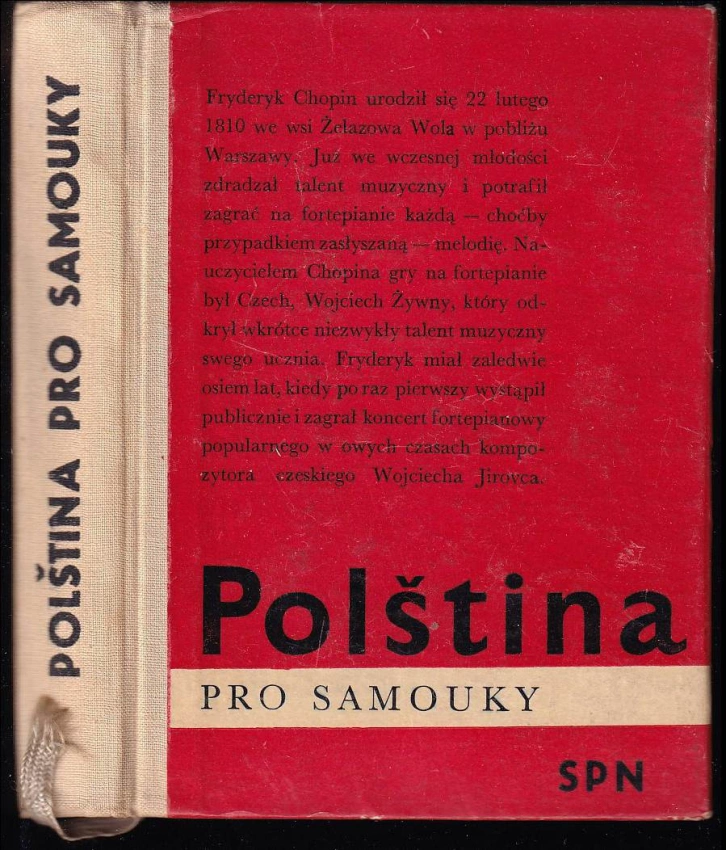 POLŠTINA PRO SAMOUKY
Fryderyk Chopin urodził się 22 lutego
1810 we wsi Żelazowa Wola w pobliżu
Warszawy. Już we wczesnej młodości
zdradzał talent muzyczny i potrafił
zagrać na fortepianie każdą — choćby
przypadkiem zasłyszaną — melodię. Na-
uczycielem Chopina gry na fortepianie
był Czech, Wojciech Żywny, który od-
krył wkrótce niezwykły talent muzyczny
swego ucznia. Fryderyk miał zaledwie
osiem lat, kiedy po raz pierwszy wystąpił
publicznie i zagrał koncert fortepianowy
popularnego w owych czasach kompo-
zytora czeskiego Wojciecha Jirovca.
Polština
PRO SAMOUKY
SPN